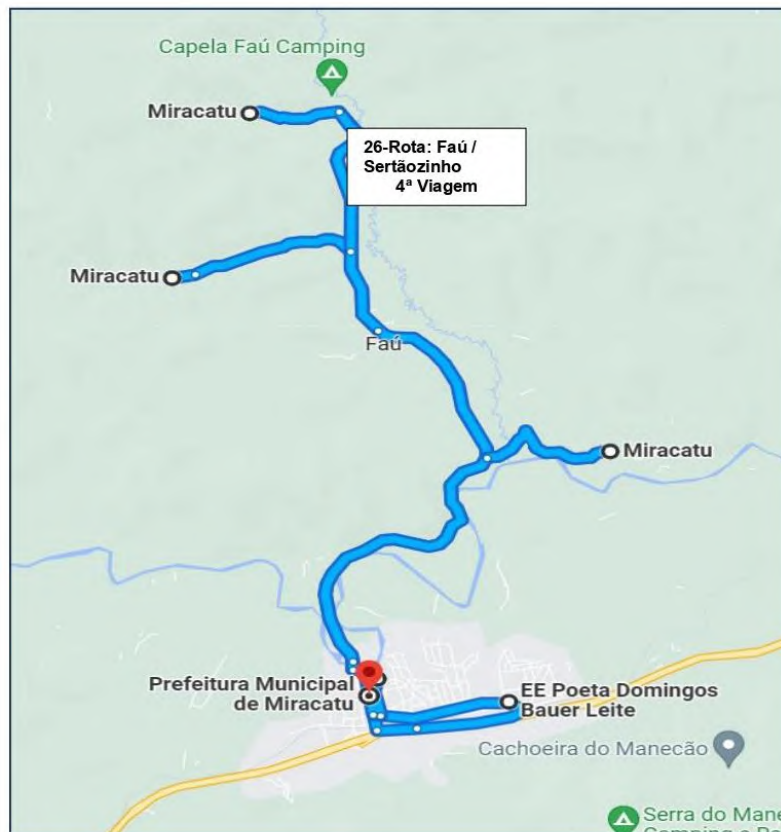 Capela Faú Camping
Miracatu
26-Rota: Faú /
Sertãozinho
4ª Viagem
Miracatu
Faú
Miracatu
Prefeitura Municipal
de Miracatu
EE Poeta Domingos
Bauer Leite
Cachoeira do Manecão
Serra do Mane